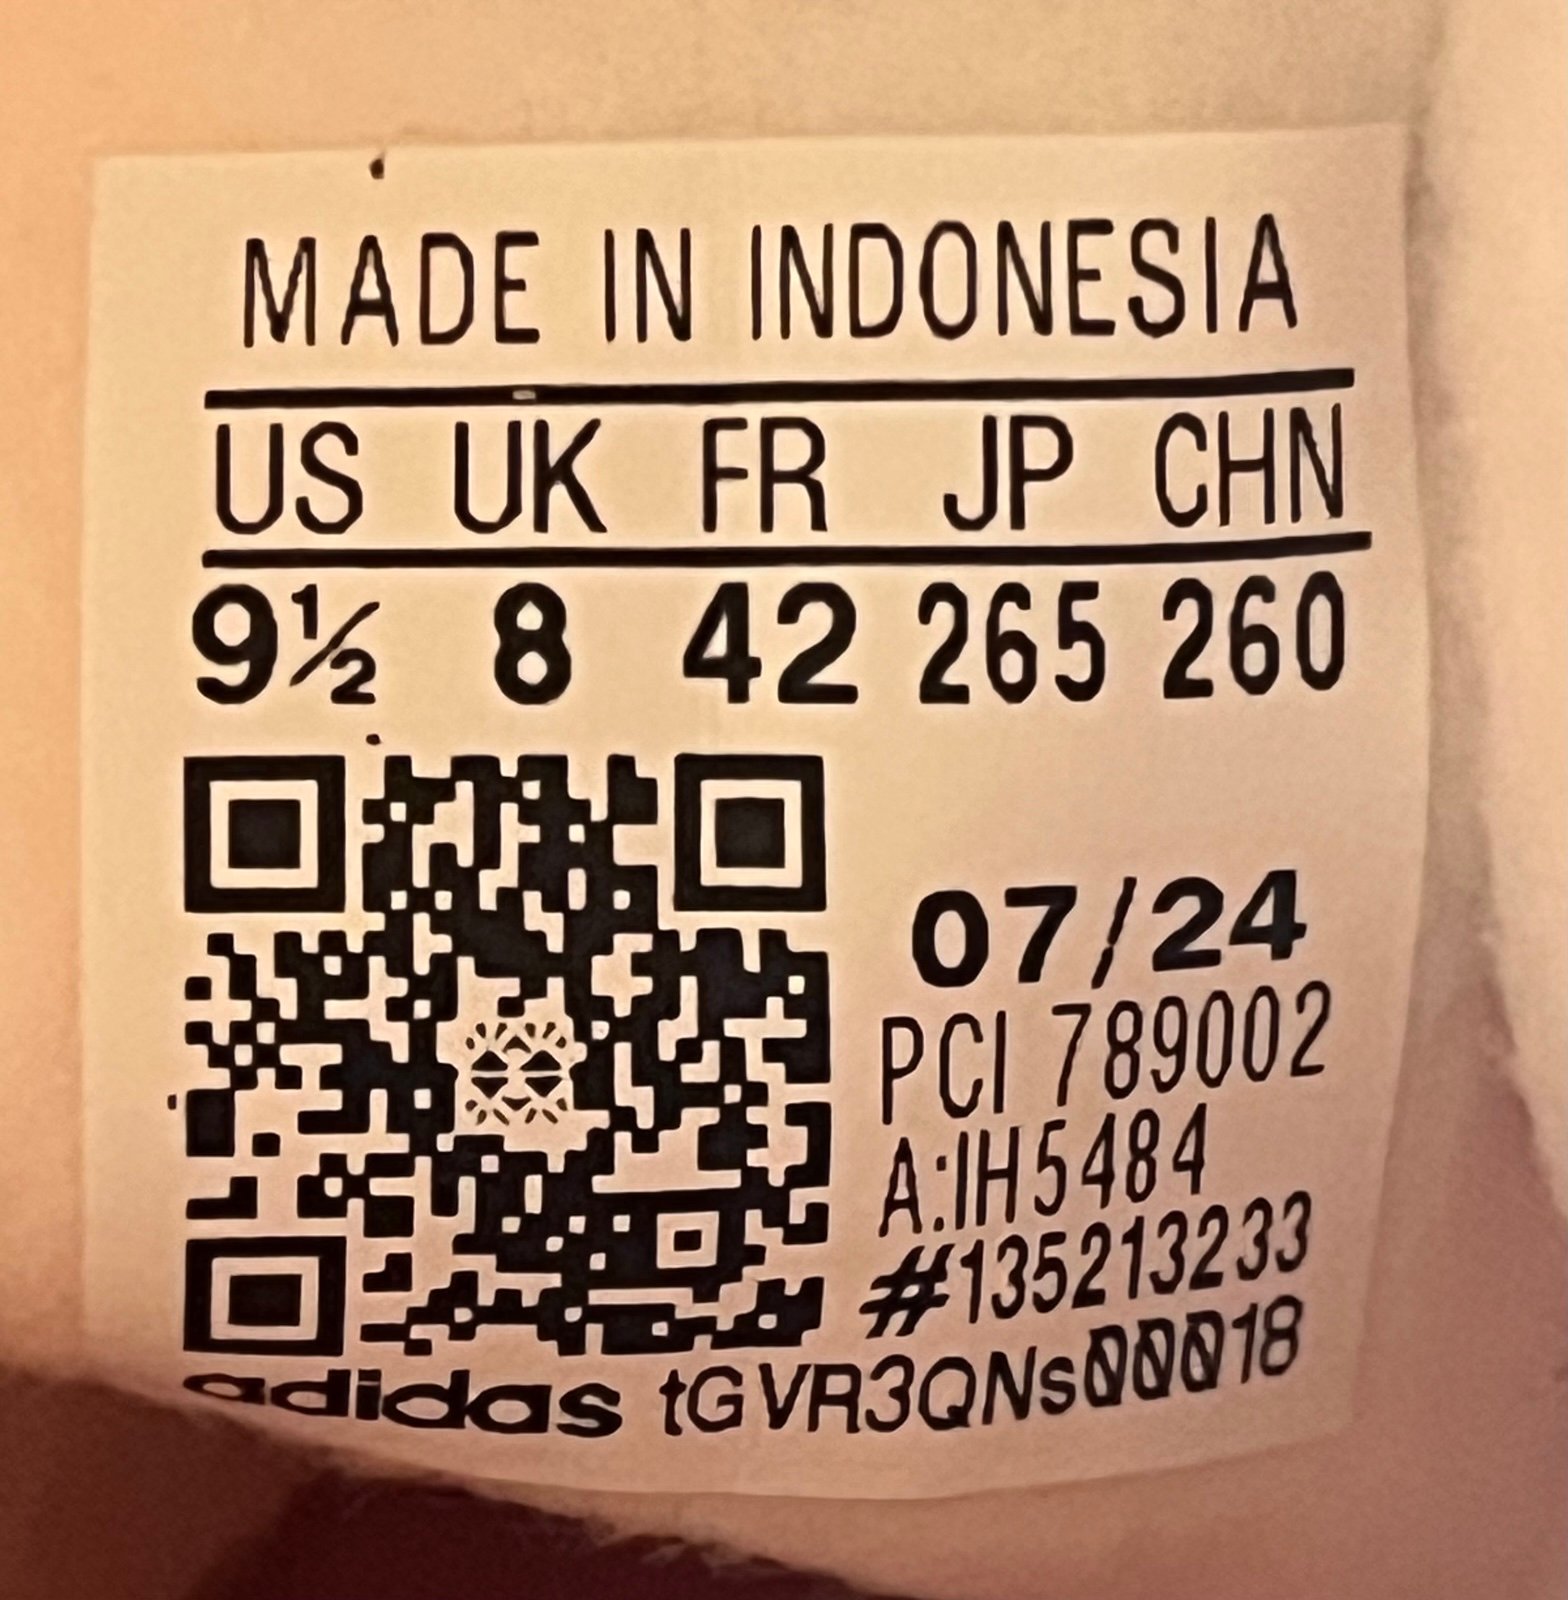 MADE IN INDONESIA
US UK FR JP CHN
9½ 8 42 265 260
07/24
PCI 789002
A:IH5484
#135213233
adidas tGVR3QNs00018